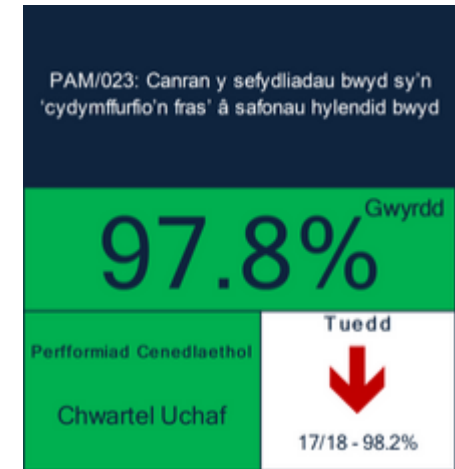 PAM/023: Canran y sefydliadau bwyd sy'n
'cydymffurfio'n fras' â safonau hylendid bwyd
Gwyrdd
97.8%
Perfformiad Cenedlaethol
Chwartel Uchaf
Tuedd
17/18 - 98.2%